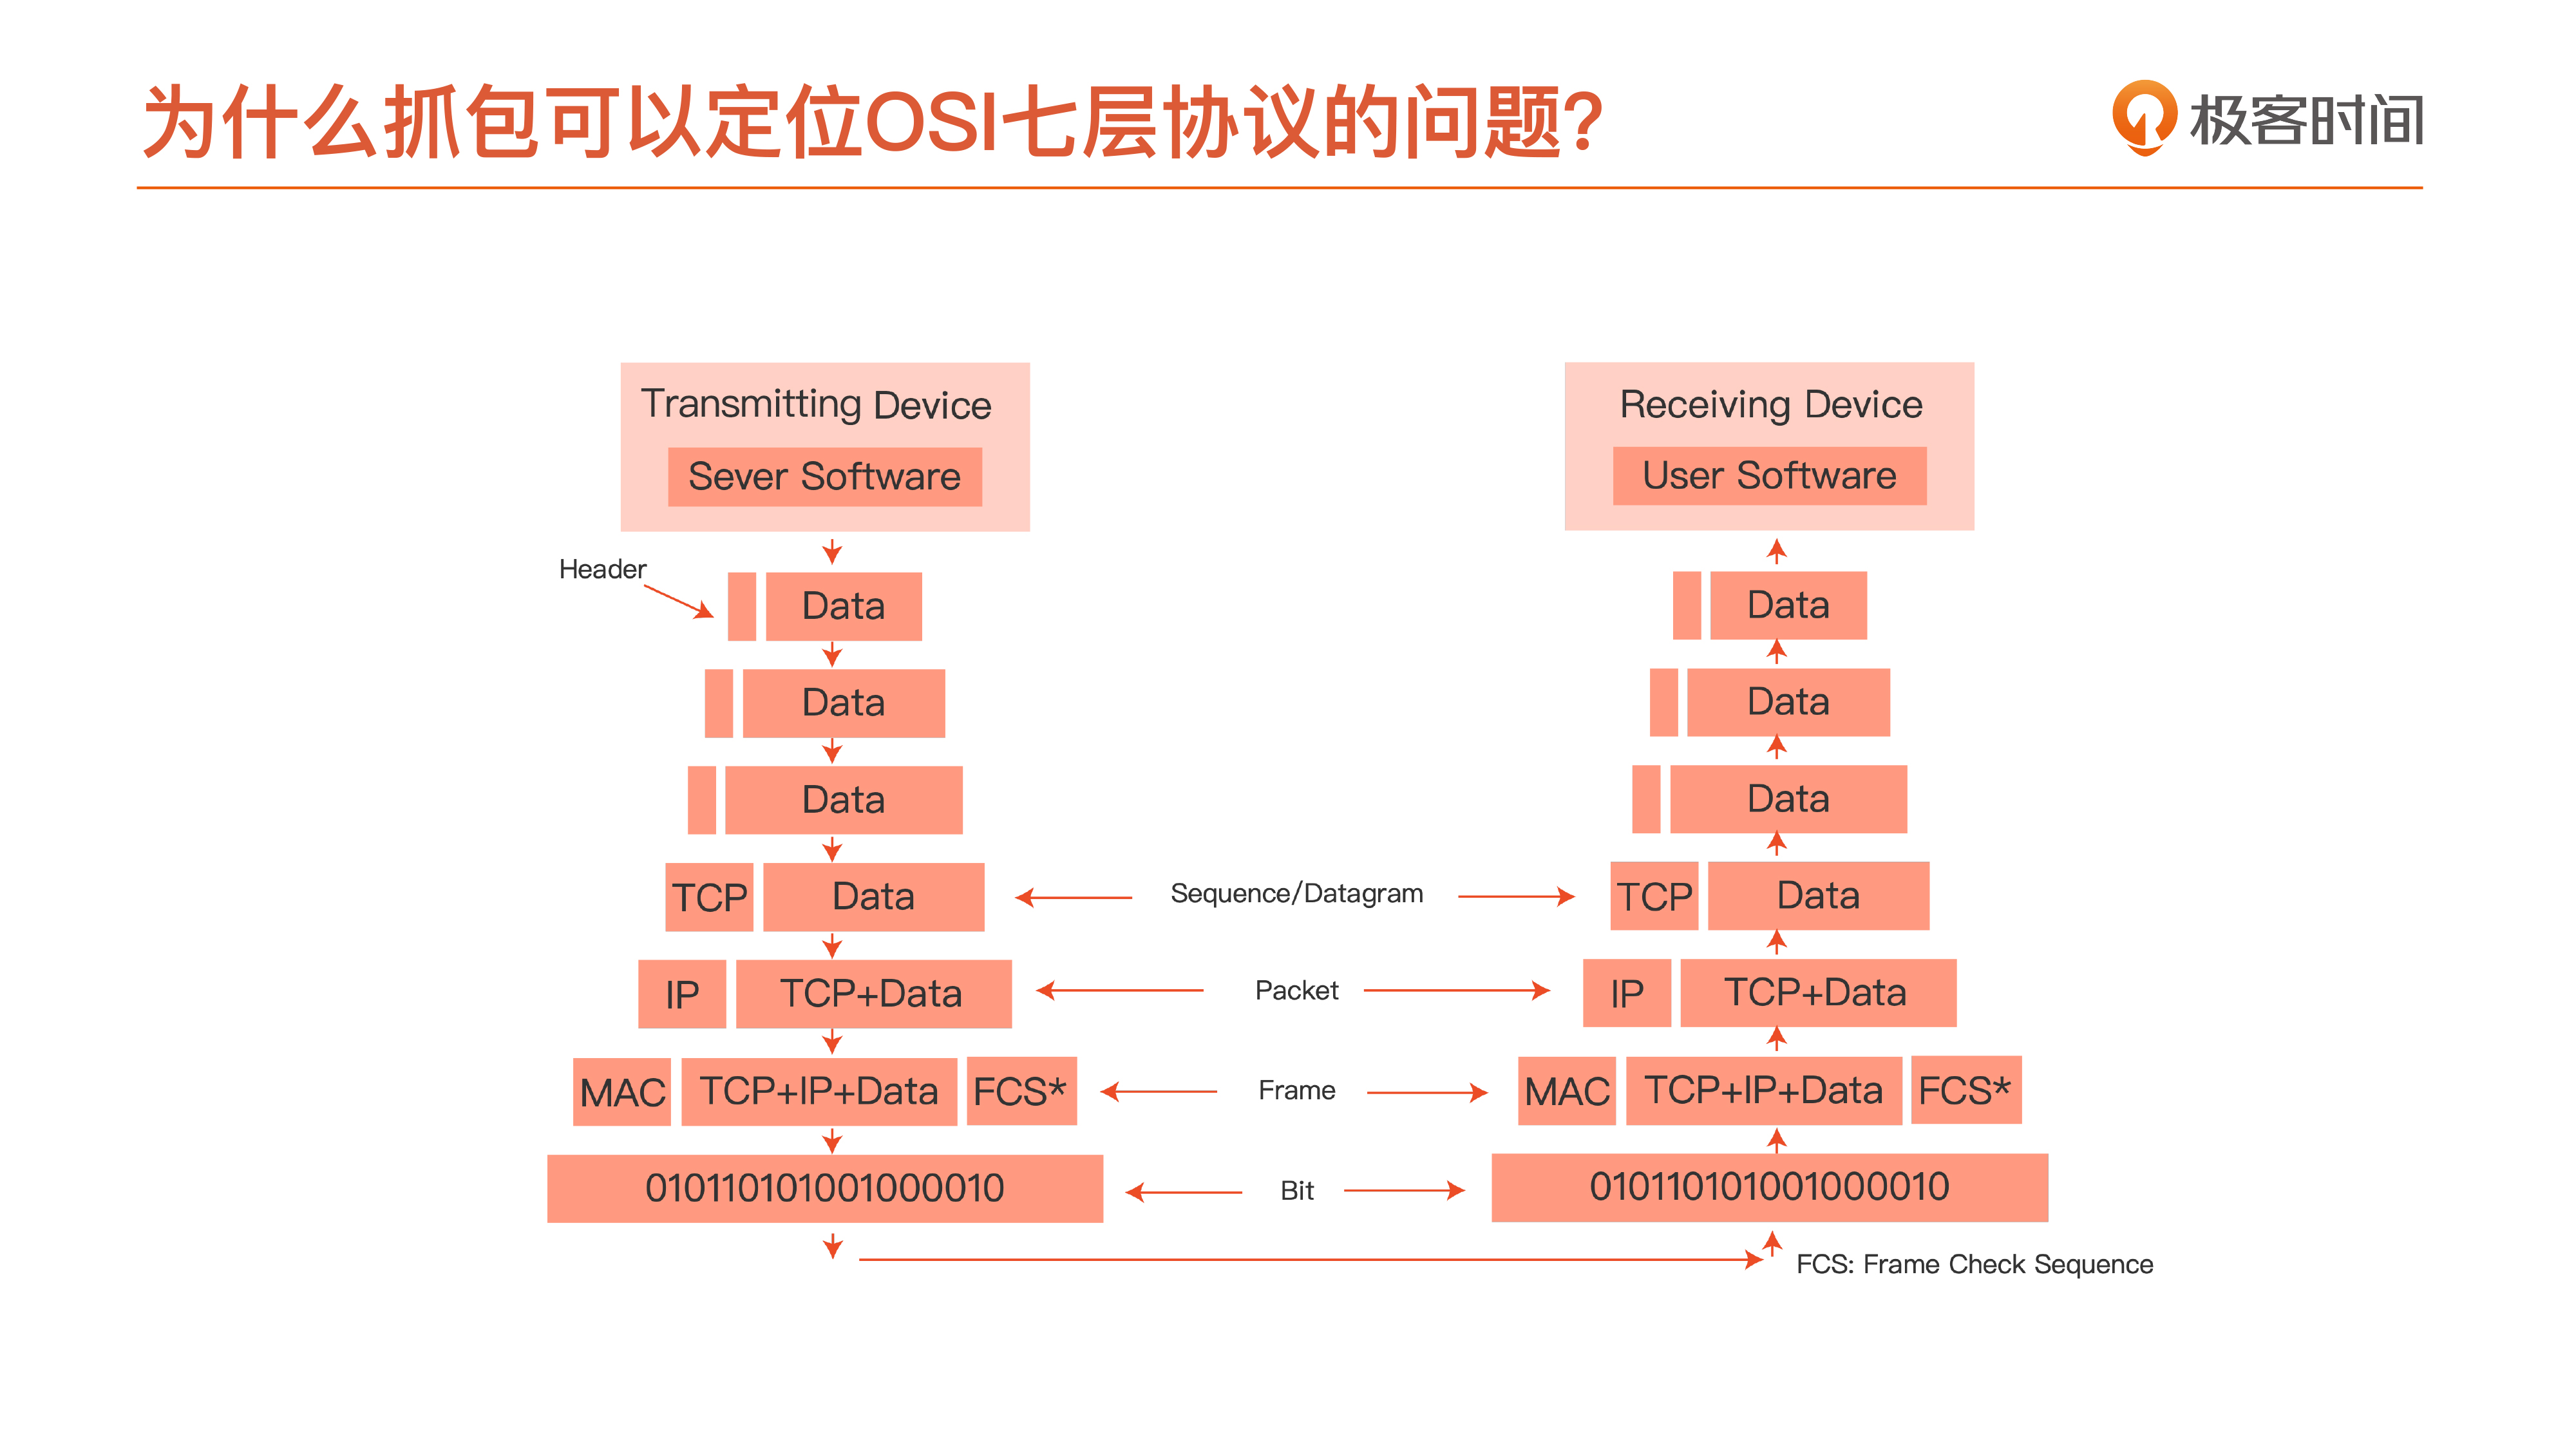 为什么抓包可以定位OSI七层协议的问题?
极客时间
Transmitting Device
Sever Software
Receiving Device
User Software
Header
Data
Data
Data
Data
Data
Data
TCP
Data
Sequence/Datagram
TCP
Data
IP
TCP+Data
Packet
IP
TCP+Data
MAC
TCP+IP+Data
FCS*
Frame
MAC
TCP+IP+Data
FCS*
010110101001000010
Bit
010110101001000010
FCS: Frame Check Sequence